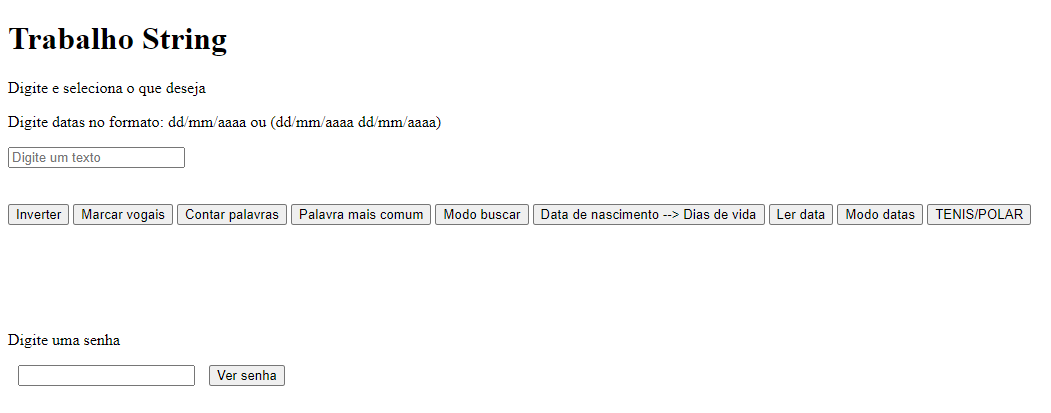 Trabalho String
Digite e seleciona o que deseja
Digite datas no formato: dd/mm/aaaa ou (dd/mm/aaaa dd/mm/aaaa)
Digite um texto
Inverter Marcar vogais Contar palavras Palavra mais comum Modo buscar Data de nascimento --> Dias de vida Ler data Modo datas TENIS/POLAR
Digite uma senha
Ver senha